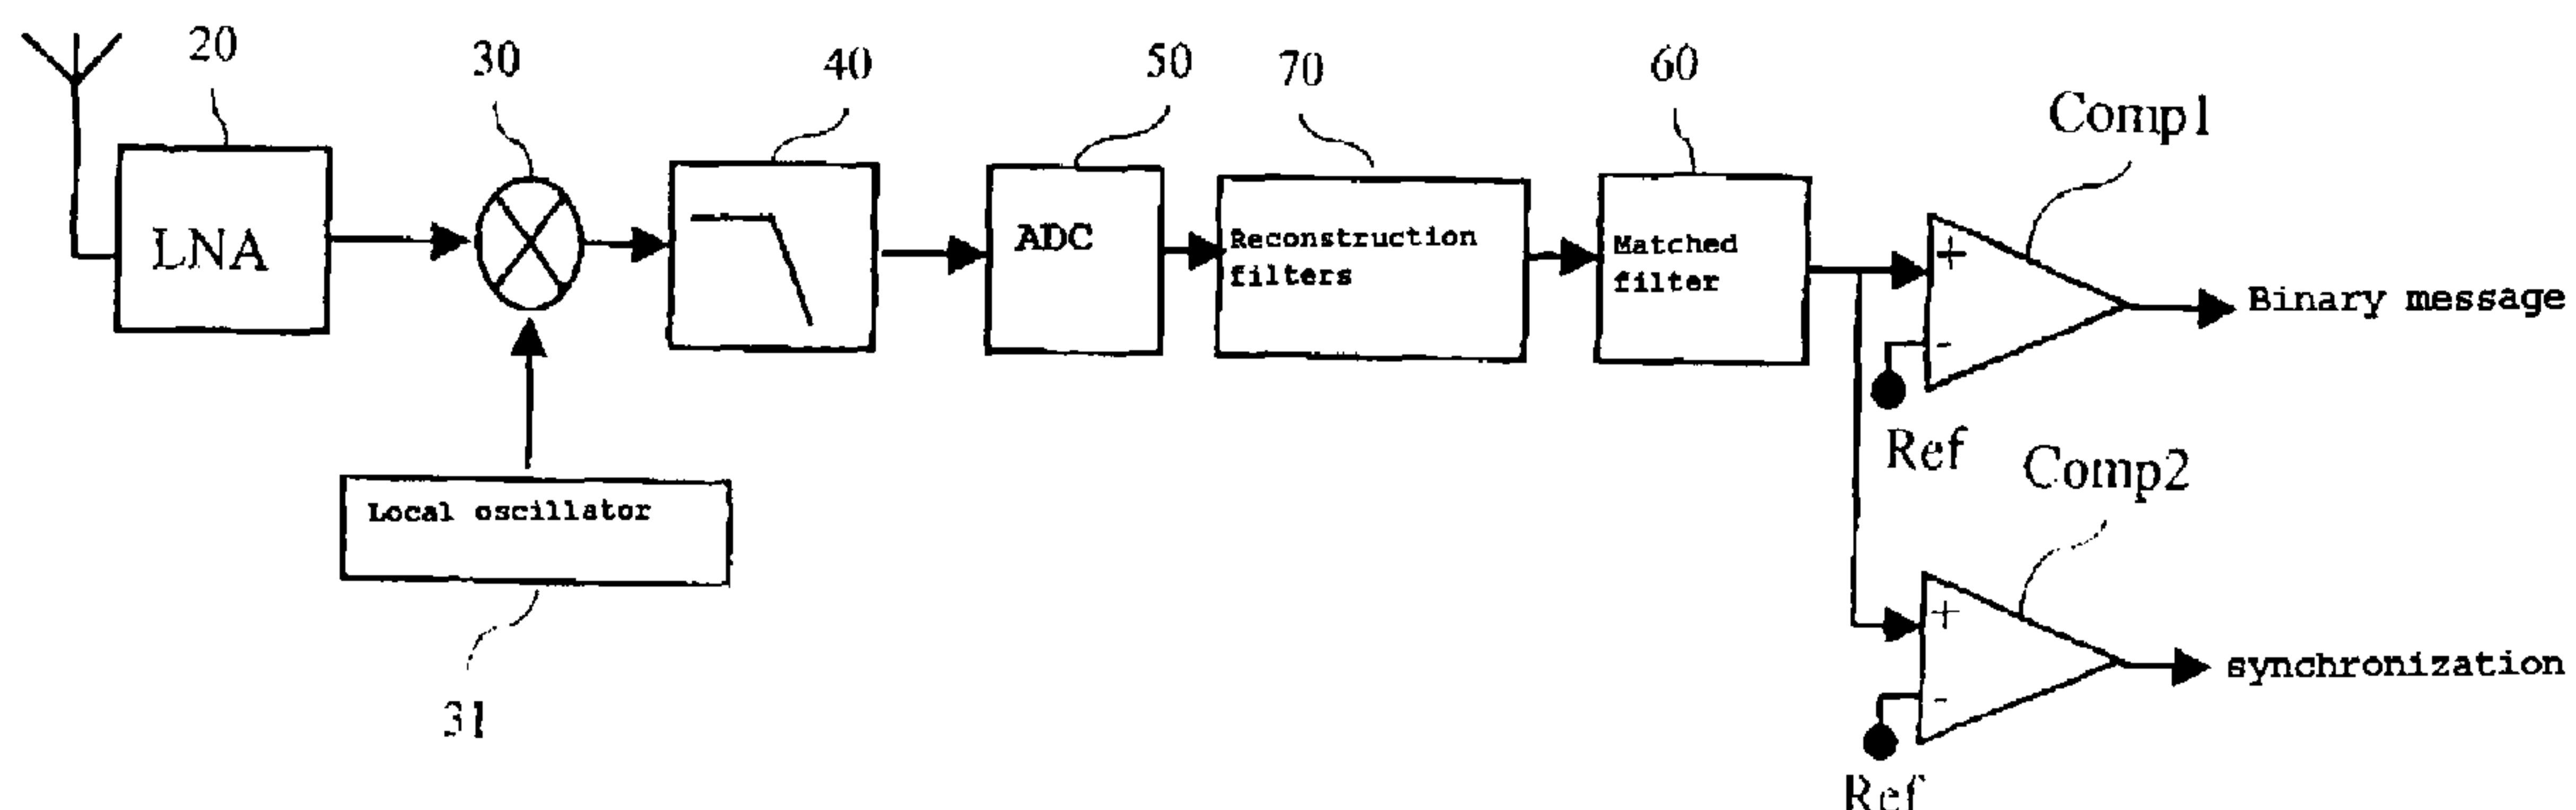 20
30
40
50
70
60
Comp1
LNA
ADC
Reconstruction
filters
Matched
filter
+
-
Binary message
Ref
Local oscillator
31
Comp2
+
-
synchronization
Ref